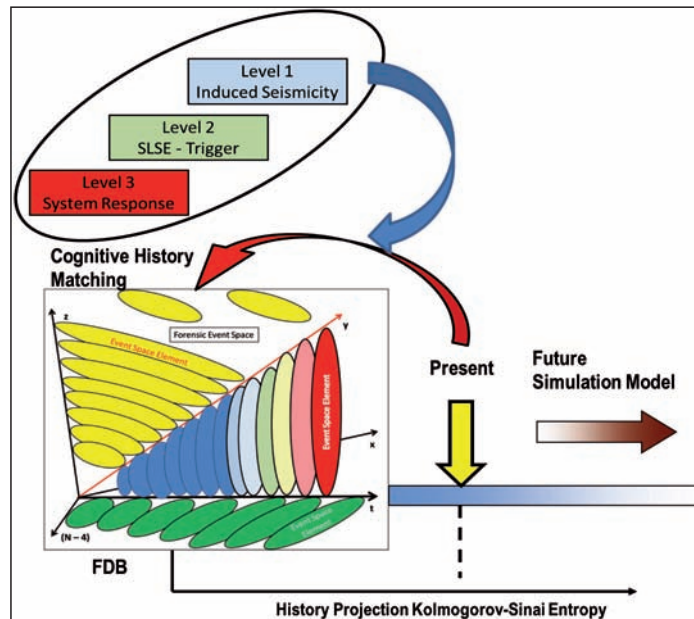 Level 1
Induced Seismicity
Level 2
SLSE - Trigger
Level 3
System Response
Cognitive History
Matching
z
Forensic Event Space
y
Event Space Element
Event Space Element
x
t
Event Space
Element
(N – 4)
FDB
Present
Future
Simulation Model
History Projection Kolmogorov-Sinai Entropy